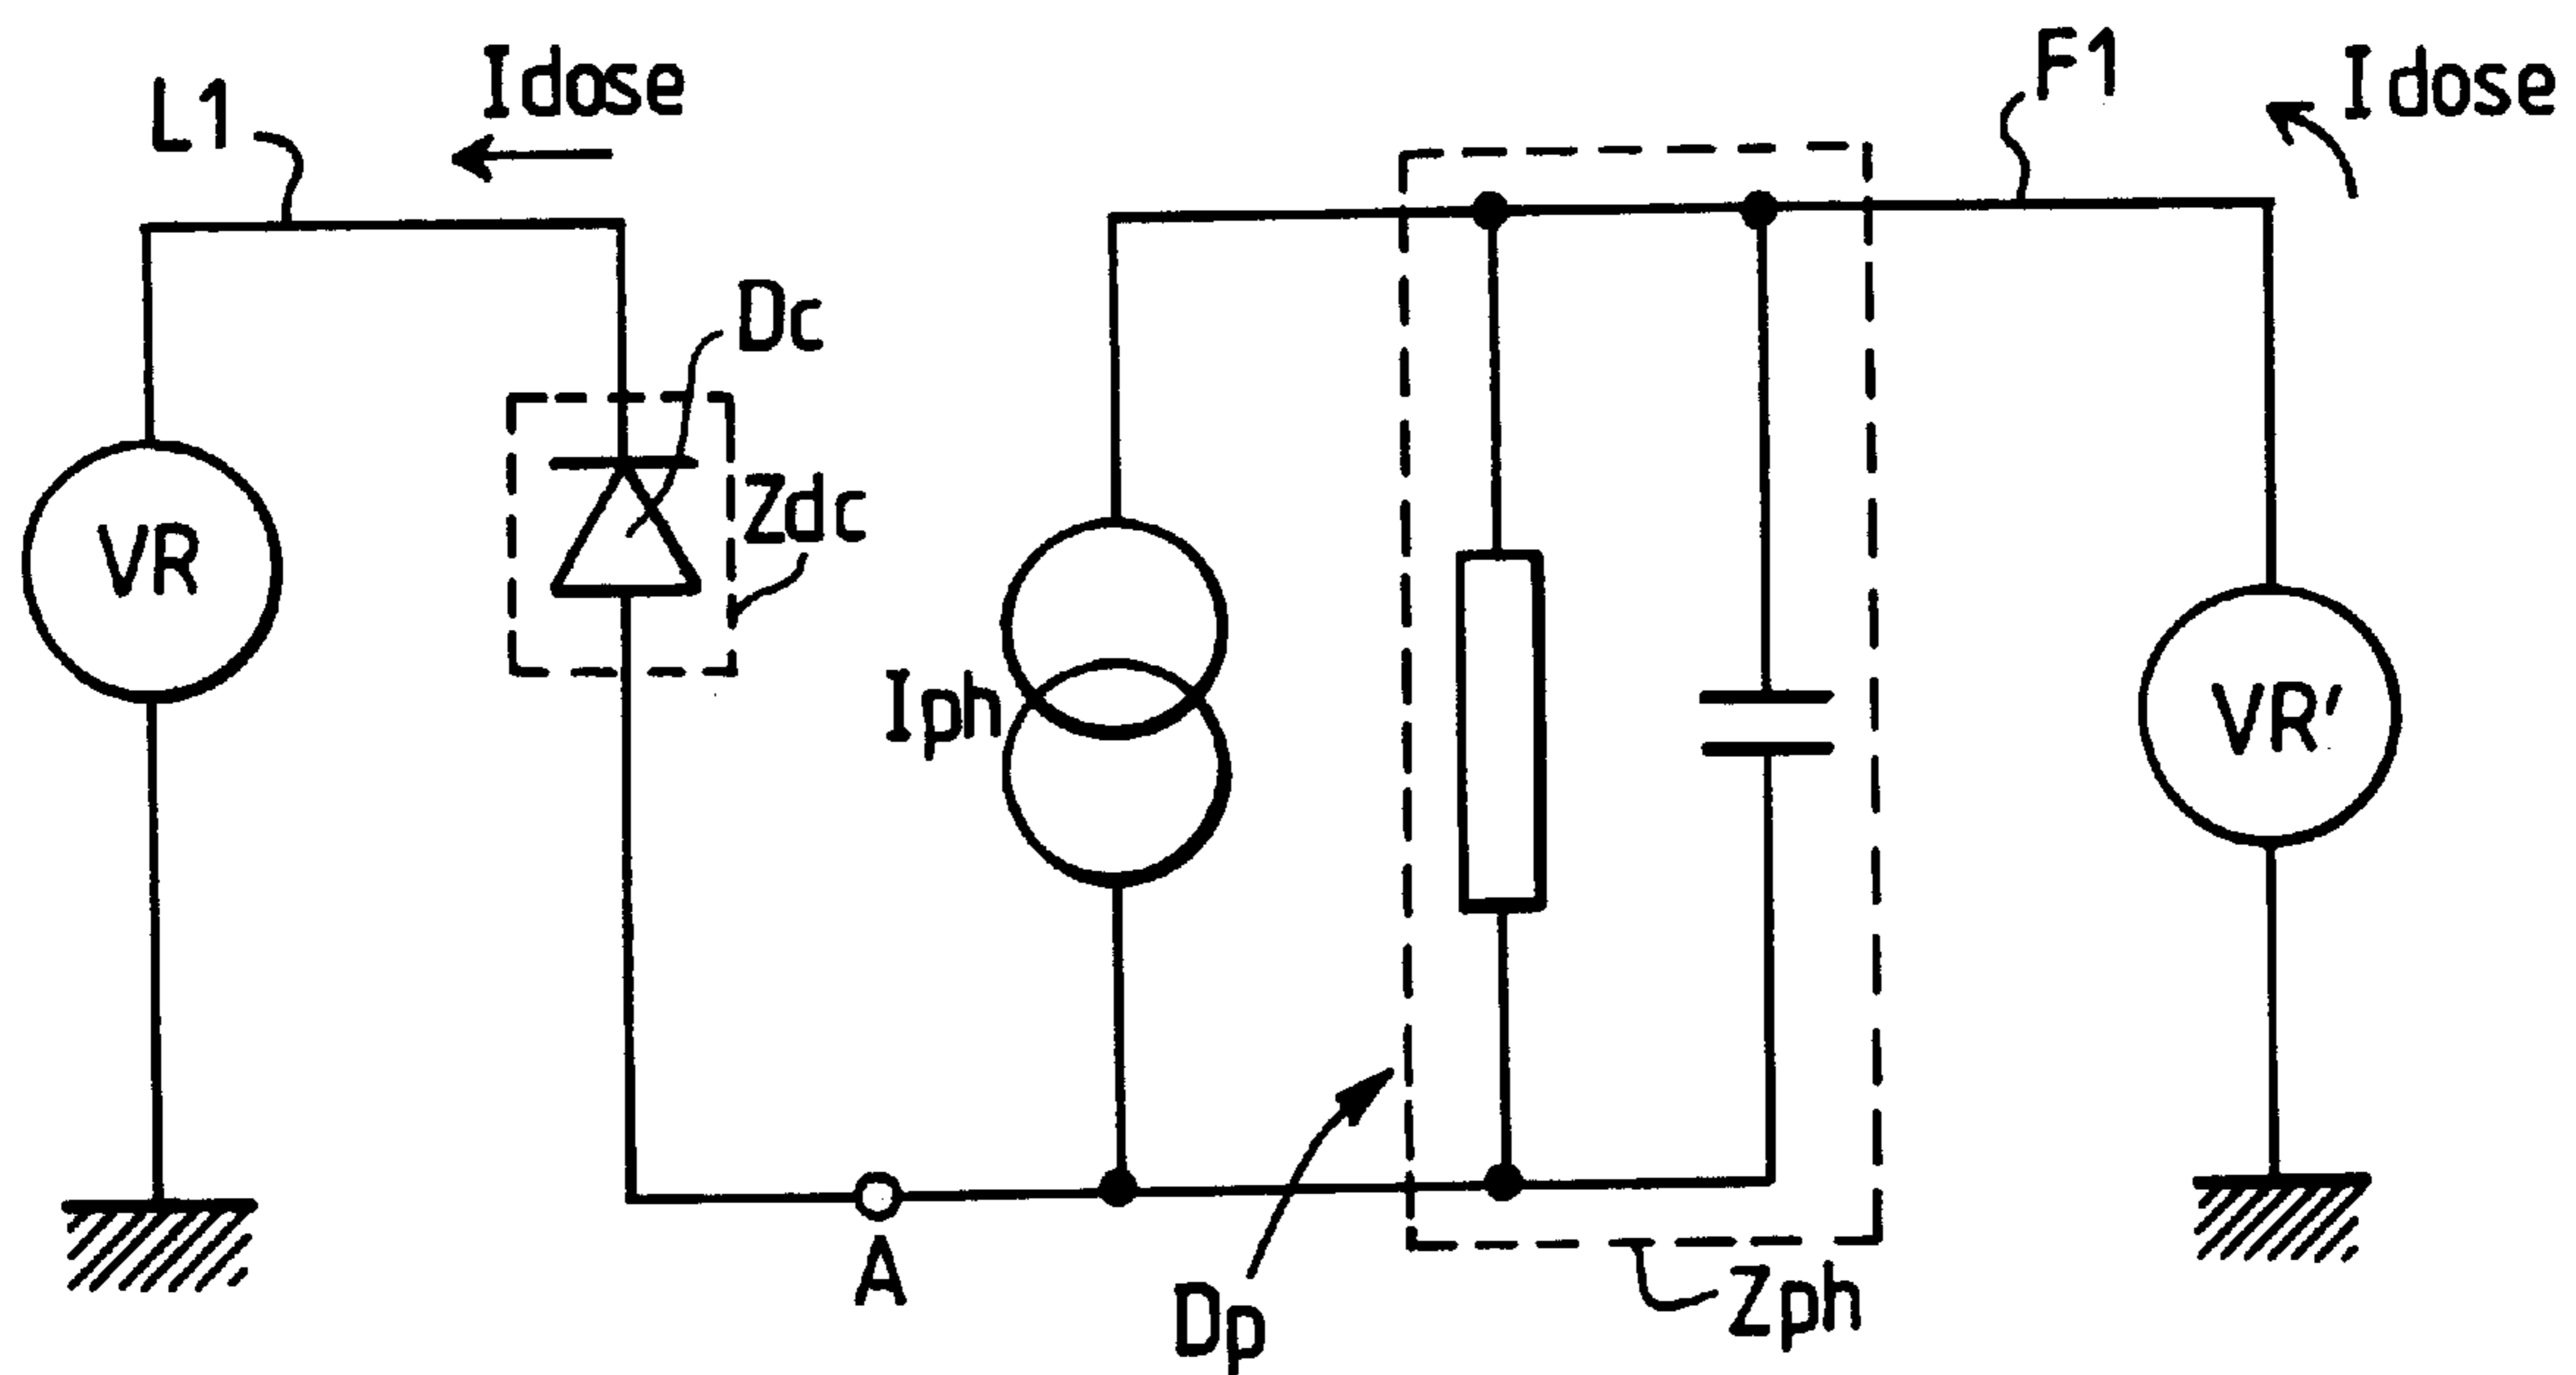 L1
Idose
F1
Idose
Dc
Zdc
VR
Iph
VR'
A
Dp
Zph